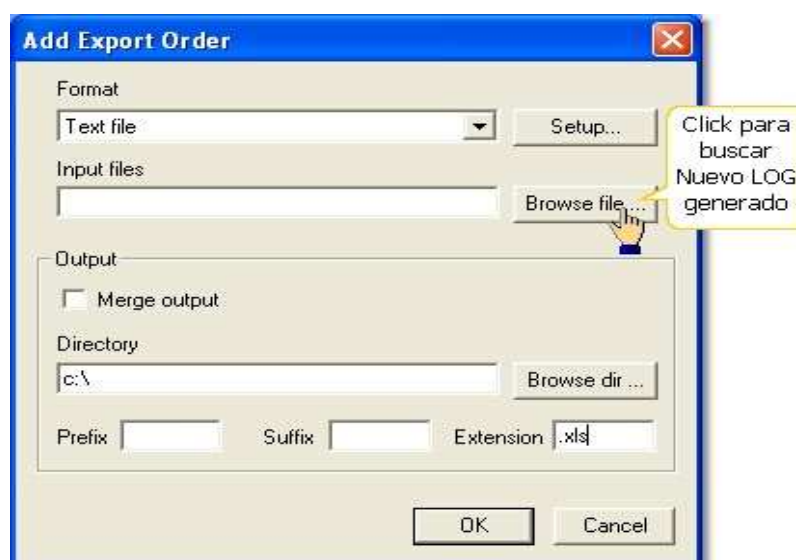 Add Export Order
Format
Text file
Setup...
Click para
buscar
Nuevo LOG
generado
Input files
Browse file ...
Output
Merge output
Directory
c:\
Browse dir ...
Prefix
Suffix
Extension
.xls
OK
Cancel